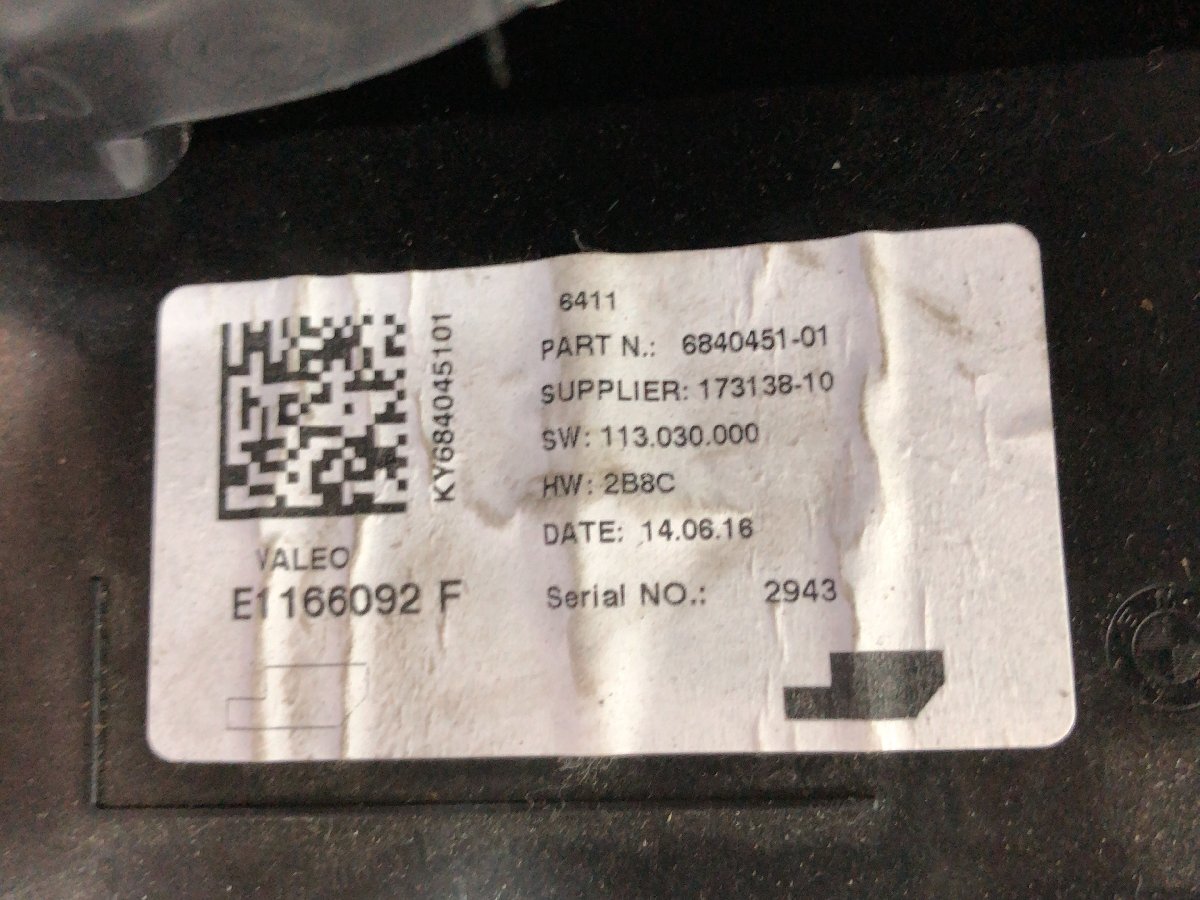 6411
PART N.: 6840451-01
SUPPLIER: 173138-10
SW: 113.030.000
HW: 2B8C
DATE: 14.06.16
Serial NO.: 2943
KY684045101
VALEO
E1166092 F